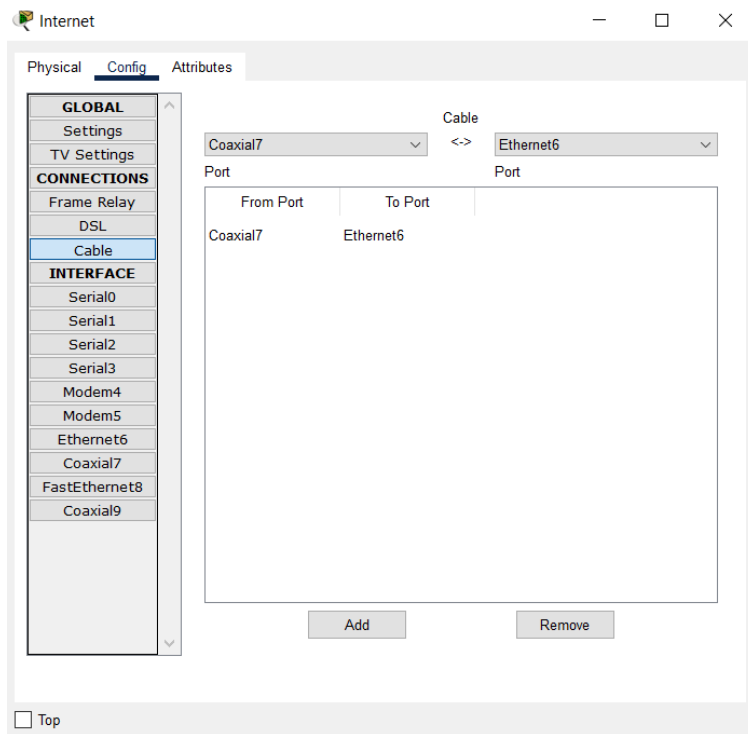 Internet
Physical Config Attributes
GLOBAL
Settings
TV Settings
CONNECTIONS
Frame Relay
DSL
Cable
INTERFACE
Serial0
Serial1
Serial2
Serial3
Modem4
Modem5
Ethernet6
Coaxial7
FastEthernet8
Coaxial9
Cable
Coaxial7 <-> Ethernet6
Port Port
From Port To Port
Coaxial7 Ethernet6
Add Remove
Top